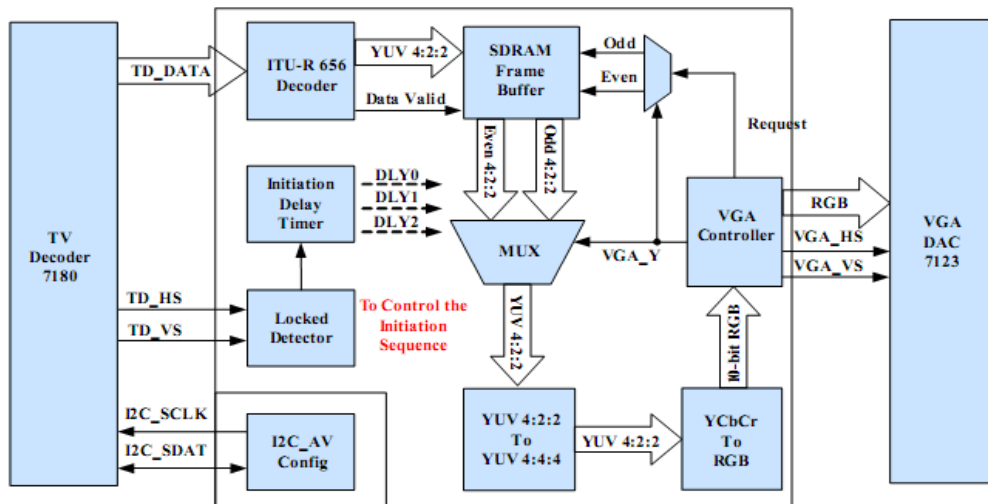 TV
Decoder
7180
TD_DATA
ITU-R 656
Decoder
YUV 4:2:2
Data Valid
SDRAM
Frame
Buffer
Odd
Even
Request
Even 4:2:2
Odd 4:2:2
Initiation
Delay
Timer
DLY0
DLY1
DLY2
MUX
VGA_Y
VGA
Controller
RGB
VGA_HS
VGA_VS
VGA
DAC
7123
TD_HS
TD_VS
Locked
Detector
To Control the
Initiation
Sequence
YUV 4:2:2
10-bit RGB
I2C_SCLK
I2C_SDAT
I2C_AV
Config
YUV 4:2:2
To
YUV 4:4:4
YUV 4:2:2
YCbCr
To
RGB